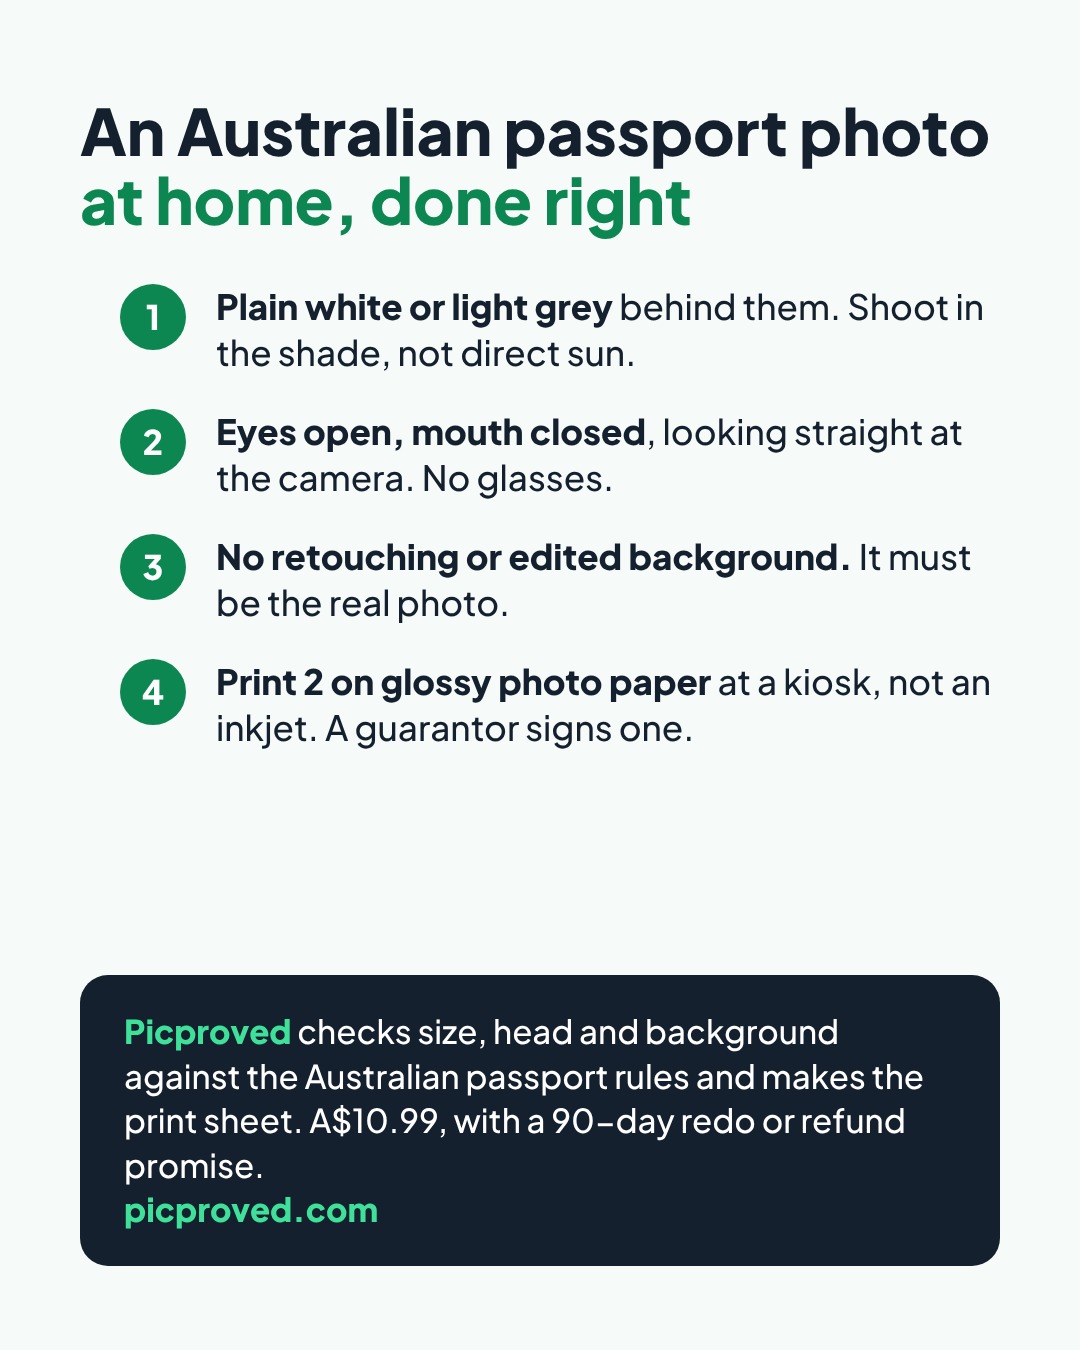 An Australian passport photo
at home, done right
1
Plain white or light grey behind them. Shoot in
the shade, not direct sun.
2
Eyes open, mouth closed, looking straight at
the camera. No glasses.
3
No retouching or edited background. It must
be the real photo.
4
Print 2 on glossy photo paper at a kiosk, not an
inkjet. A guarantor signs one.
Picproved checks size, head and background
against the Australian passport rules and makes the
print sheet. A$10.99, with a 90-day redo or refund
promise.
picproved.com